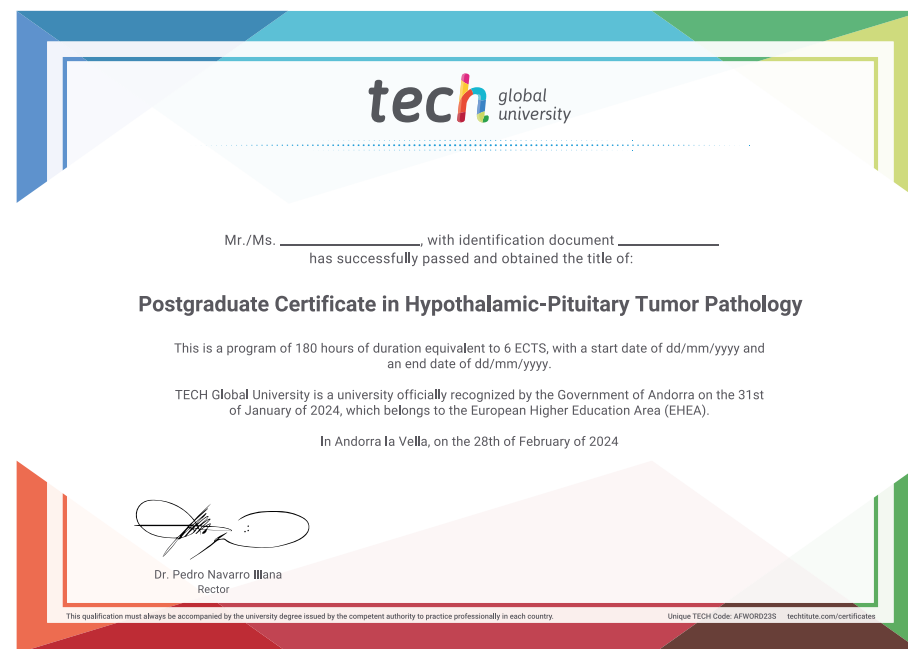 tech global university
Mr./Ms. ____________________, with identification document ______________
has successfully passed and obtained the title of:
Postgraduate Certificate in Hypothalamic-Pituitary Tumor Pathology
This is a program of 180 hours of duration equivalent to 6 ECTS, with a start date of dd/mm/yyyy and
an end date of dd/mm/yyyy.
TECH Global University is a university officially recognized by the Government of Andorra on the 31st
of January of 2024, which belongs to the European Higher Education Area (EHEA).
In Andorra la Vella, on the 28th of February of 2024
Dr. Pedro Navarro Illana
Rector
This qualification must always be accompanied by the university degree issued by the competent authority to practice professionally in each country.
Unique TECH Code: AFWORD23S techtitute.com/certificates